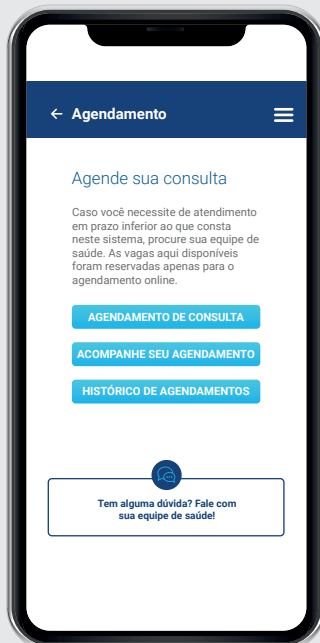 Agendamento
Agende sua consulta
Caso você necessite de atendimento
em prazo inferior ao que consta
neste sistema, procure sua equipe de
saúde. As vagas aqui disponíveis
foram reservadas apenas para o
agendamento online.
AGENDAMENTO DE CONSULTA
ACOMPANHE SEU AGENDAMENTO
HISTÓRICO DE AGENDAMENTOS
Tem alguma dúvida? Fale com
sua equipe de saúde!